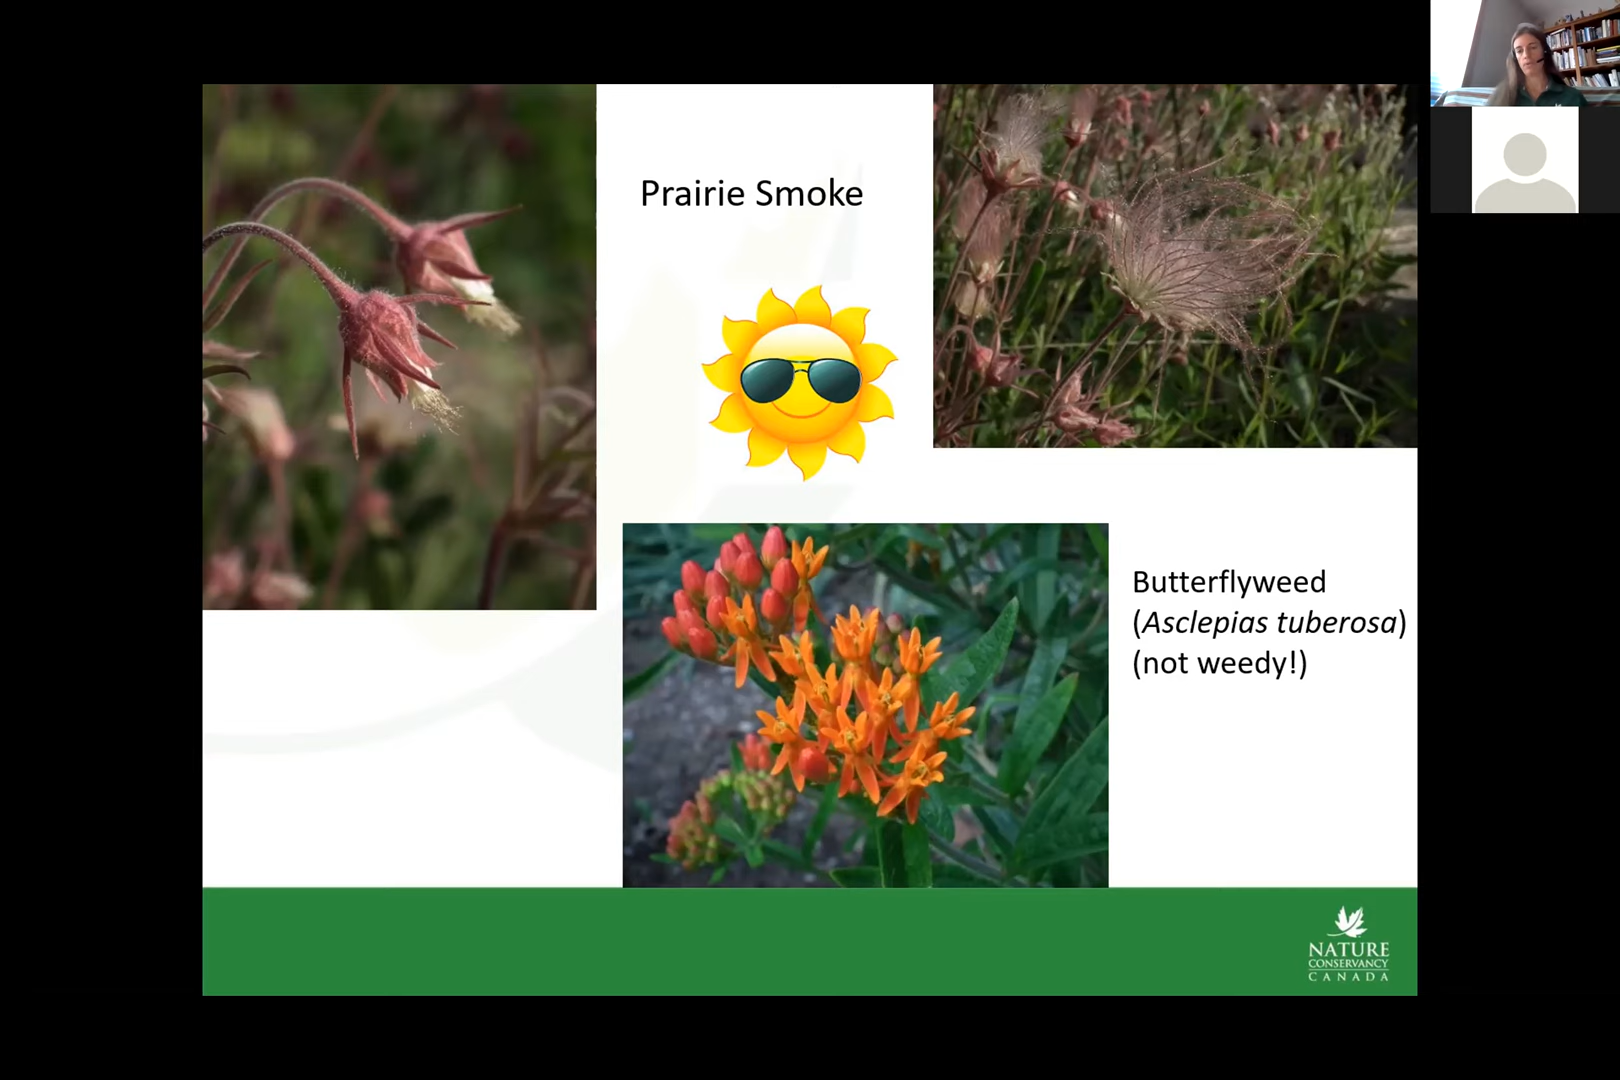 Prairie Smoke
Butterflyweed
(Asclepias tuberosa)
(not weedy!)
NATURE
CONSERVANCY
CANADA